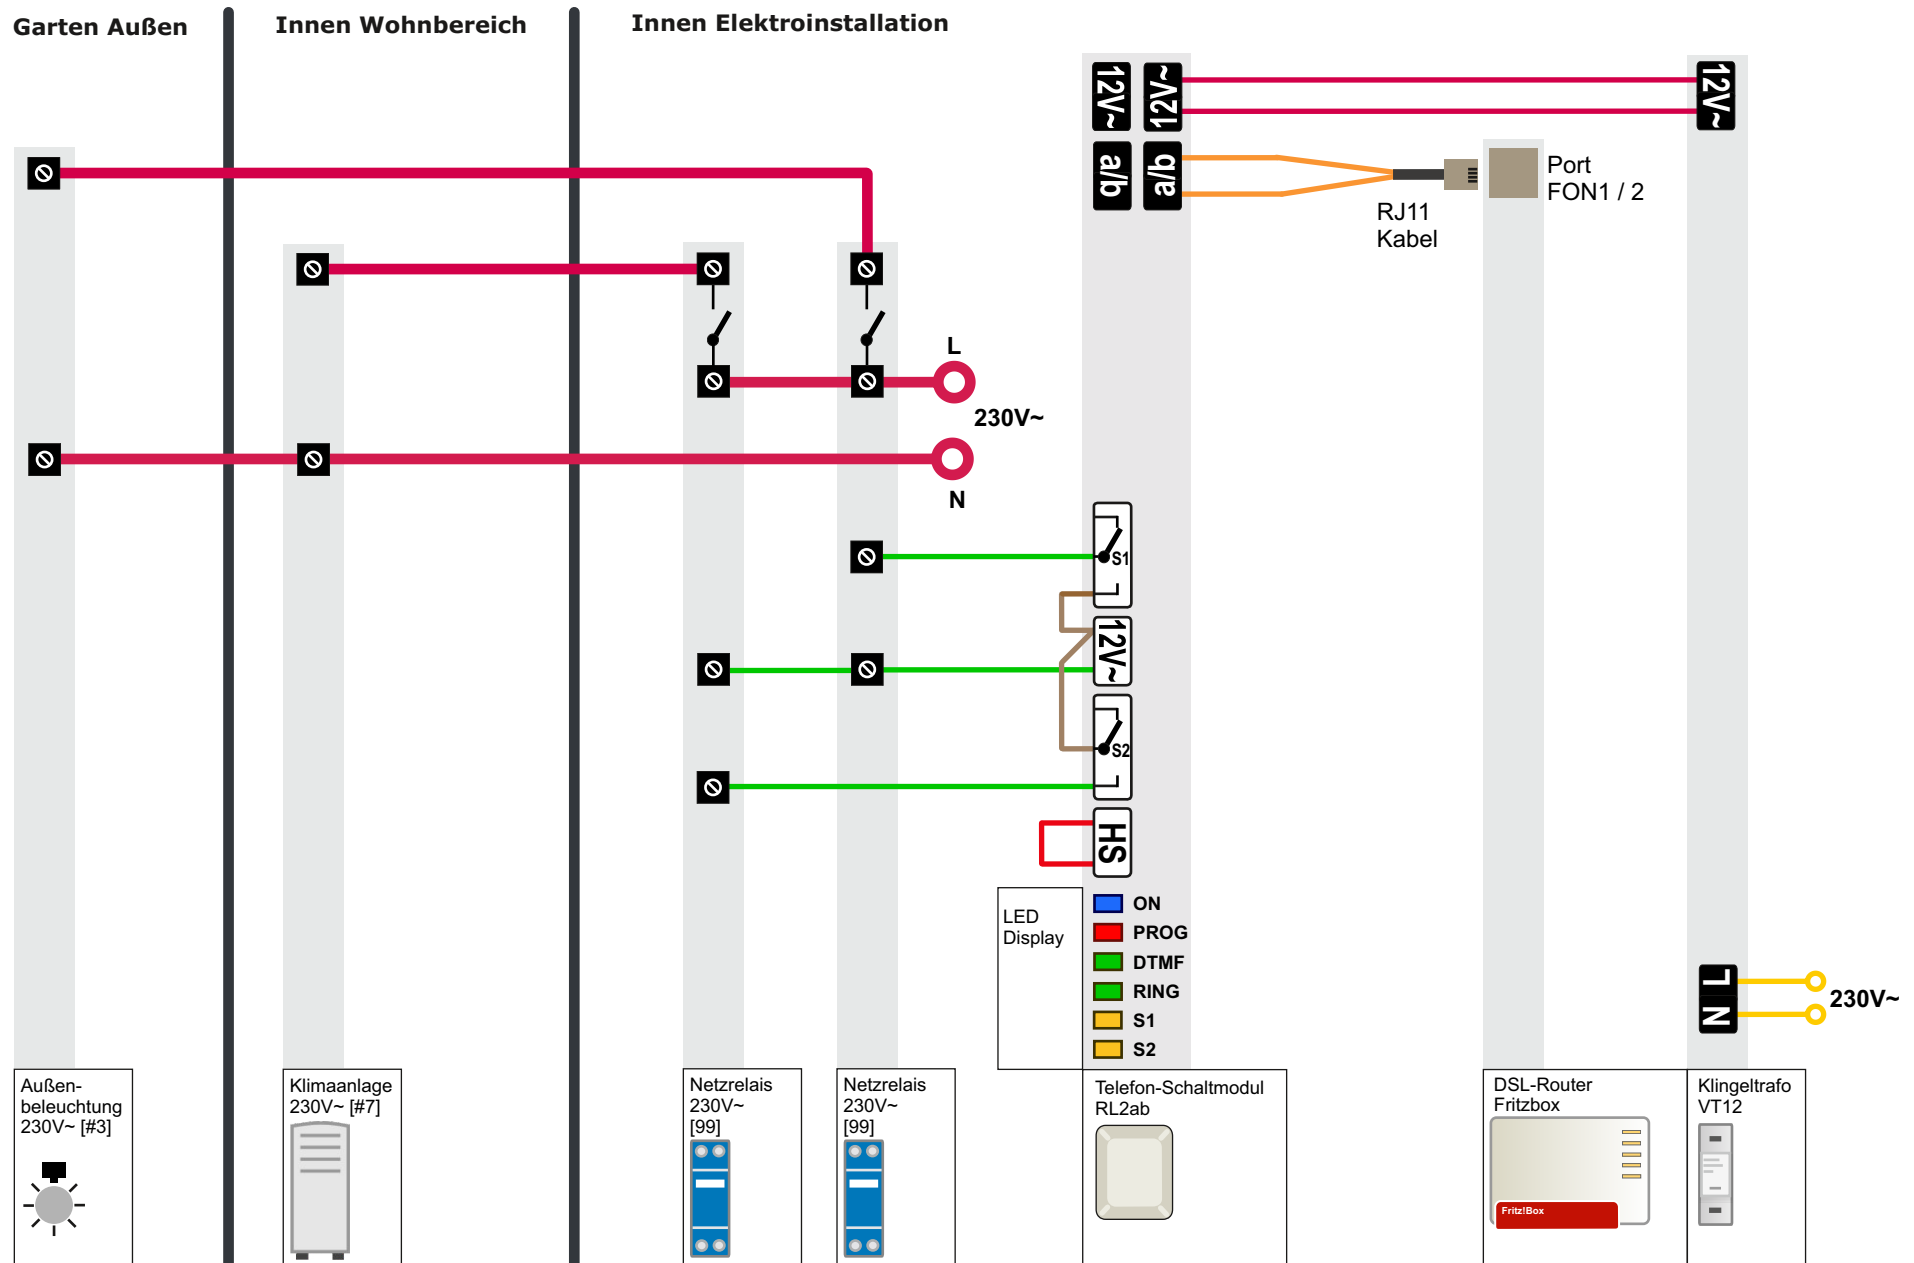 Garten Außen
Innen Wohnbereich
Innen Elektroinstallation
12V~
12V~
12V~
a/b
a/b
Port
FON1 / 2
RJ11
Kabel
L
230V~
N
S1
12V~
S2
HS
LED
Display
ON
PROG
DTMF
RING
S1
S2
L
N
230V~
Außen-
beleuchtung
230V~ [#3]
Klimaanlage
230V~ [#7]
Netzrelais
230V~
[99]
Netzrelais
230V~
[99]
Telefon-Schaltmodul
RL2ab
DSL-Router
Fritzbox
Fritz!Box
Klingeltrafo
VT12